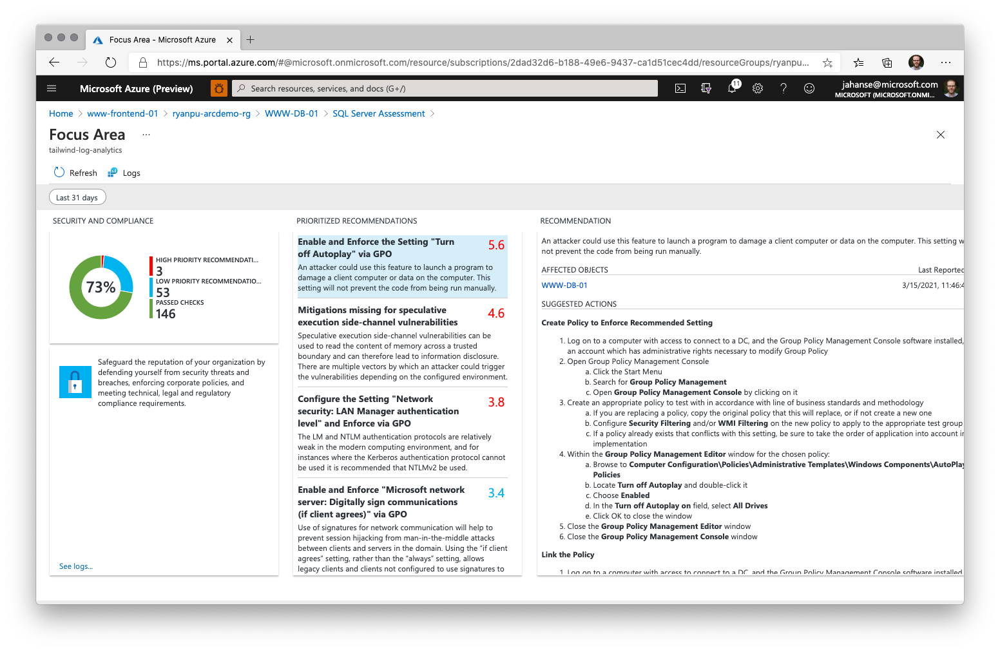 Focus Area - Microsoft Azure
https://ms.portal.azure.com/#@microsoft.onmicrosoft.com/resource/subscriptions/2dad32d6-b188-49e6-9437-ca1d51cec4dd/resourceGroups/ryanpu...
Microsoft Azure (Preview)
Search resources, services, and docs (G+/)
11
jahanse@microsoft.com
MICROSOFT (MICROSOFT.ONMI...
Home > www-frontend-01 > ryanpu-arcdemo-rg > WWW-DB-01 > SQL Server Assessment >
Focus Area ...
tailwind-log-analytics
Refresh
Logs
Last 31 days
SECURITY AND COMPLIANCE
73%
HIGH PRIORITY RECOMMENDATI...
3
LOW PRIORITY RECOMMENDATIO...
53
PASSED CHECKS
146
Safeguard the reputation of your organization by
defending yourself from security threats and
breaches, enforcing corporate policies, and
meeting technical, legal and regulatory
compliance requirements.
See logs...
PRIORITIZED RECOMMENDATIONS
Enable and Enforce the Setting "Turn
off Autoplay" via GPO
5.6
An attacker could use this feature to launch a program to
damage a client computer or data on the computer. This
setting will not prevent the code from being run manually.
Mitigations missing for speculative
execution side-channel vulnerabilities
4.6
Speculative execution side-channel vulnerabilities can be
used to read the content of memory across a trusted
boundary and can therefore lead to information disclosure.
There are multiple vectors by which an attacker could trigger
the vulnerabilities depending on the configured environment.
Configure the Setting "Network
security: LAN Manager authentication
level" and Enforce via GPO
3.8
The LM and NTLM authentication protocols are relatively
weak in the modern computing environment, and for
instances where the Kerberos authentication protocol cannot
be used it is recommended that NTLMv2 be used.
Enable and Enforce "Microsoft network
server: Digitally sign communications
(if client agrees)" via GPO
3.4
Use of signatures for network communication will help to
prevent session hijacking from man-in-the-middle attacks
between clients and servers in the domain. Using the “if client
agrees” setting, rather than the “always” setting, allows
legacy clients and clients not configured to use signatures to
RECOMMENDATION
An attacker could use this feature to launch a program to damage a client computer or data on the computer. This setting w
not prevent the code from being run manually.
AFFECTED OBJECTS
Last Reported
WWW-DB-01
3/15/2021, 11:46:4
SUGGESTED ACTIONS
Create Policy to Enforce Recommended Setting
1. Log on to a computer with access to connect to a DC, and the Group Policy Management Console software installed,
an account which has administrative rights necessary to modify Group Policy
2. Open Group Policy Management Console
a. Click the Start Menu
b. Search for Group Policy Management
c. Open Group Policy Management Console by clicking on it
3. Create an appropriate policy to test with in accordance with line of business standards and methodology
a. If you are replacing a policy, copy the original policy that this will replace, or if not create a new one
b. Configure Security Filtering and/or WMI Filtering on the new policy to apply to the appropriate test group
c. If a policy already exists that conflicts with this setting, be sure to take the order of application into account in
implementation
4. Within the Group Policy Management Editor window for the chosen policy:
a. Browse to Computer Configuration\Policies\Administrative Templates\Windows Components\AutoPlay
Policies
b. Locate Turn off Autoplay and double-click it
c. Choose Enabled
d. In the Turn off Autoplay on field, select All Drives
e. Click OK to close the window
5. Close the Group Policy Management Editor window
6. Close the Group Policy Management Console window
Link the Policy
1. Log on to a computer with access to connect to a DC, and the Group Policy Management Console software installed